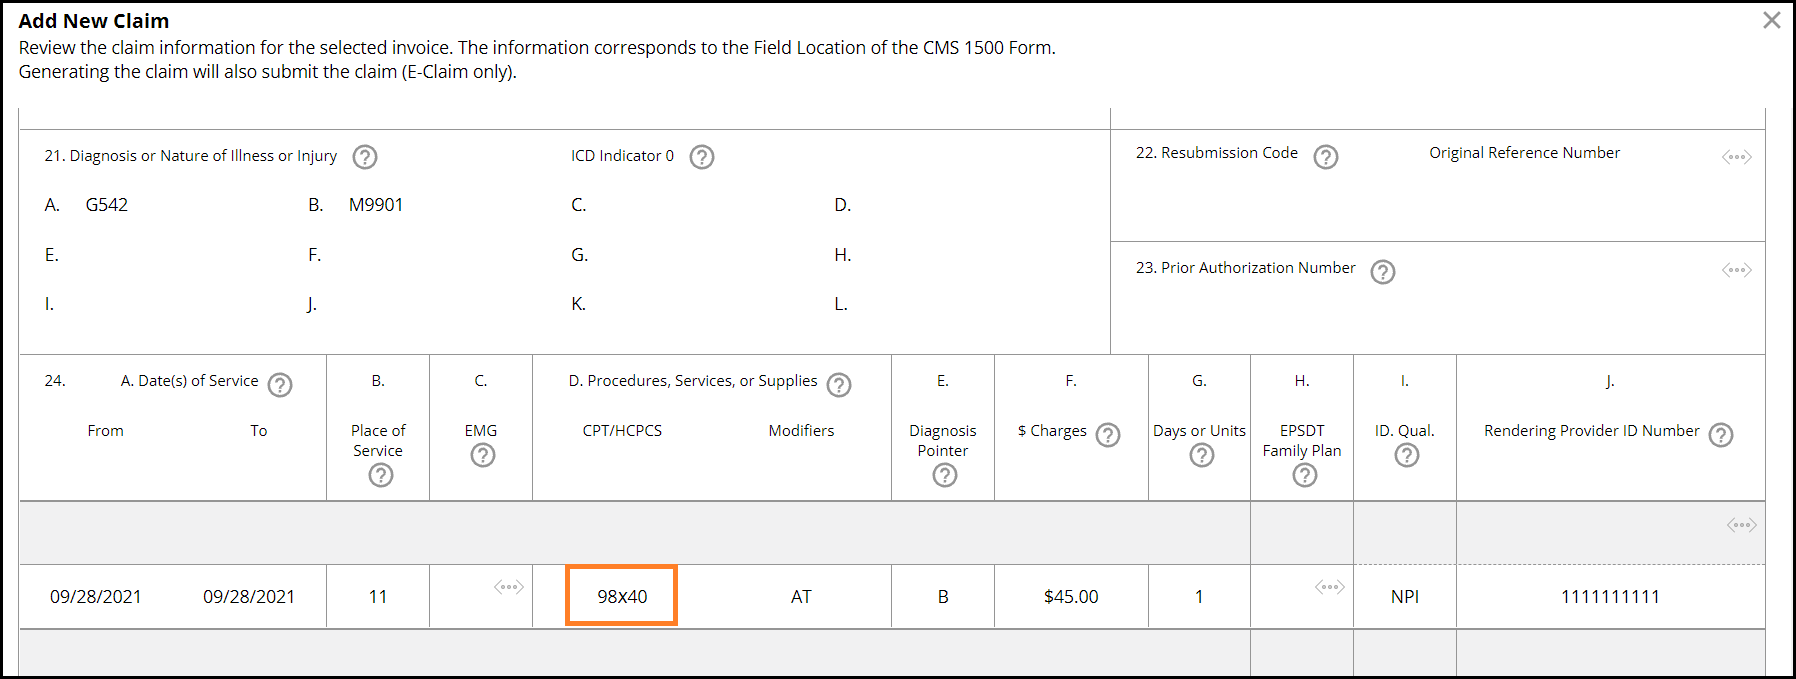 Add New Claim
Review the claim information for the selected invoice. The information corresponds to the Field Location of the CMS 1500 Form.
Generating the claim will also submit the claim (E-Claim only).
21. Diagnosis or Nature of Illness or Injury ? ICD Indicator 0 ?
22. Resubmission Code ? Original Reference Number
A. G542 B. M9901 C. D.
E. F. G. H.
23. Prior Authorization Number ?
I. J. K. L.
24. A. Date(s) of Service ? B. C. D. Procedures, Services, or Supplies ? E. F. G. H. I. J.
From To Place of EMG CPT/HCPCS Modifiers Diagnosis $ Charges ? Days or Units EPSDT ID. Qual. Rendering Provider ID Number ?
Service ? Pointer ? Family Plan ?
? ? ?
09/28/2021 09/28/2021 11 98x40 AT B $45.00 1 NPI 1111111111